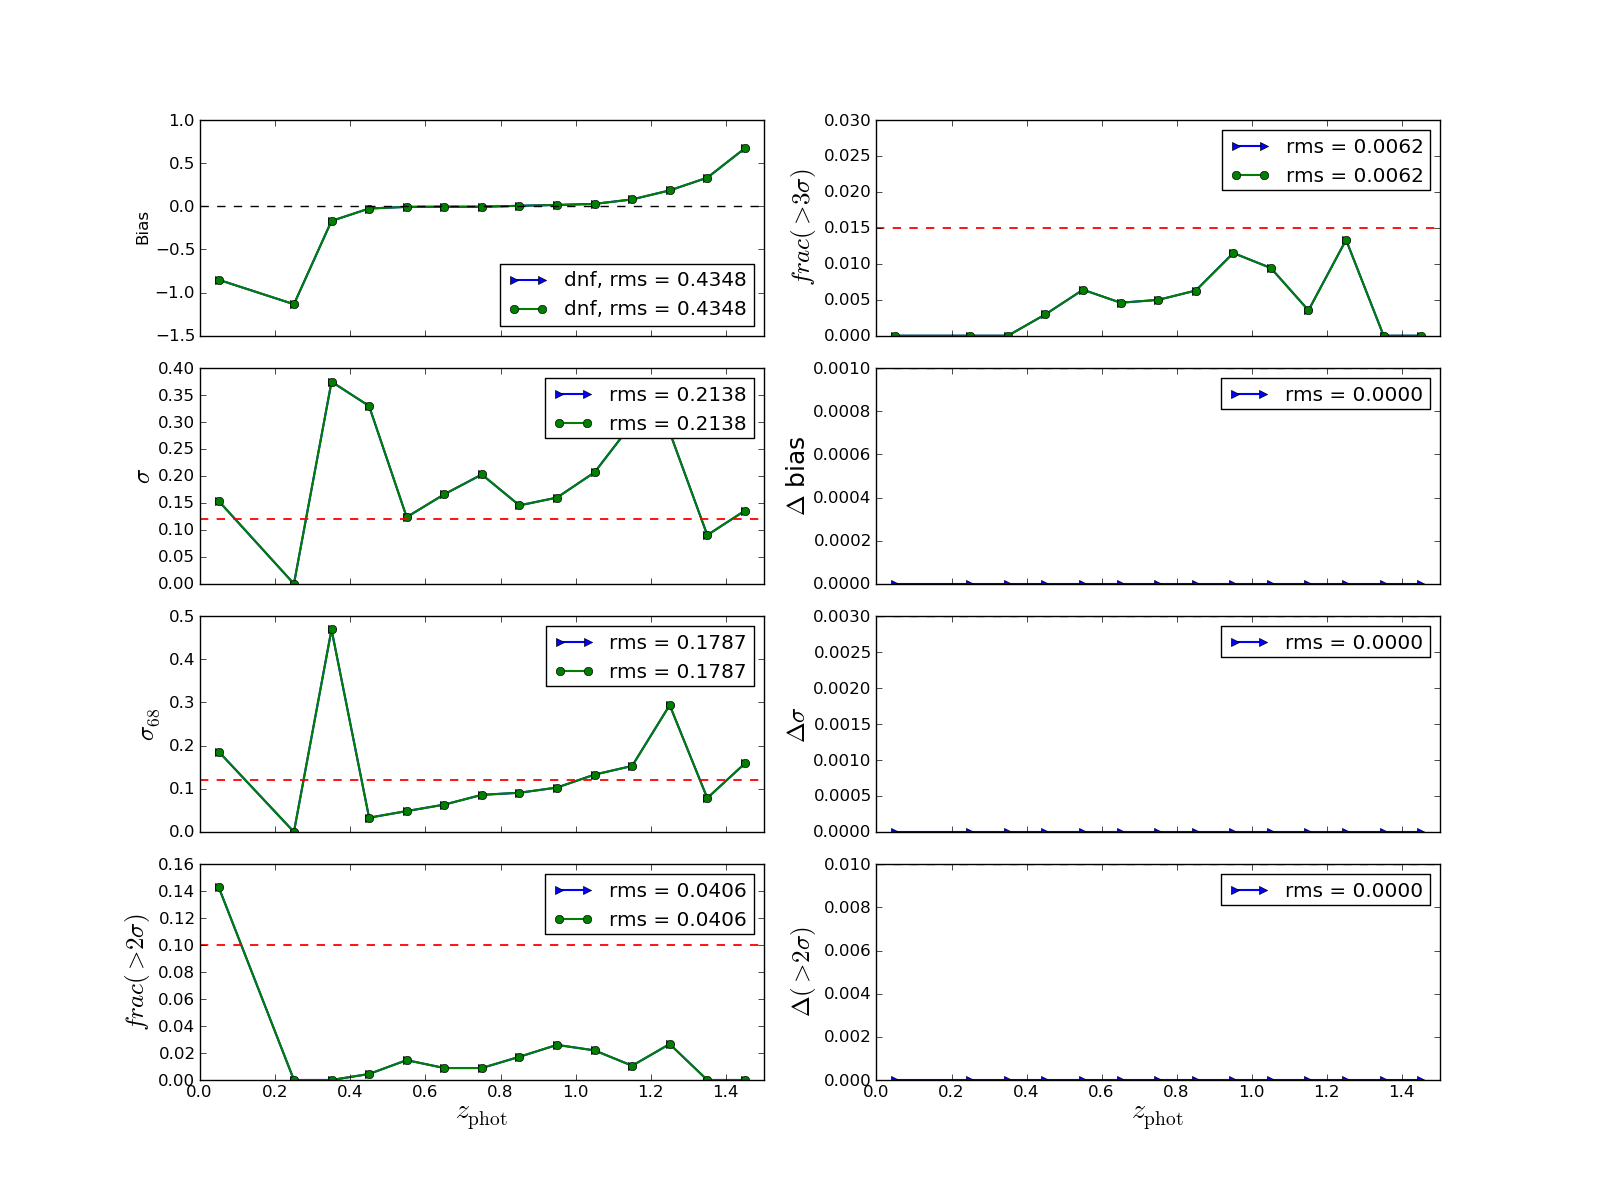 1.0
0.5
0.0
−0.5
−1.0
−1.5
Bias
dnf, rms = 0.4348
dnf, rms = 0.4348
0.030
0.025
0.020
0.015
0.010
0.005
0.000
frac(>3σ)
rms = 0.0062
rms = 0.0062
0.40
0.35
0.30
0.25
0.20
0.15
0.10
0.05
0.00
σ
rms = 0.2138
rms = 0.2138
0.0010
0.0008
0.0006
0.0004
0.0002
0.0000
Δ bias
rms = 0.0000
0.5
0.4
0.3
0.2
0.1
0.0
σ68
rms = 0.1787
rms = 0.1787
0.0030
0.0025
0.0020
0.0015
0.0010
0.0005
0.0000
Δσ
rms = 0.0000
0.16
0.14
0.12
0.10
0.08
0.06
0.04
0.02
0.00
frac(>2σ)
rms = 0.0406
rms = 0.0406
0.0 0.2 0.4 0.6 0.8 1.0 1.2 1.4
zphot
0.010
0.008
0.006
0.004
0.002
0.000
Δ(>2σ)
rms = 0.0000
0.0 0.2 0.4 0.6 0.8 1.0 1.2 1.4
zphot